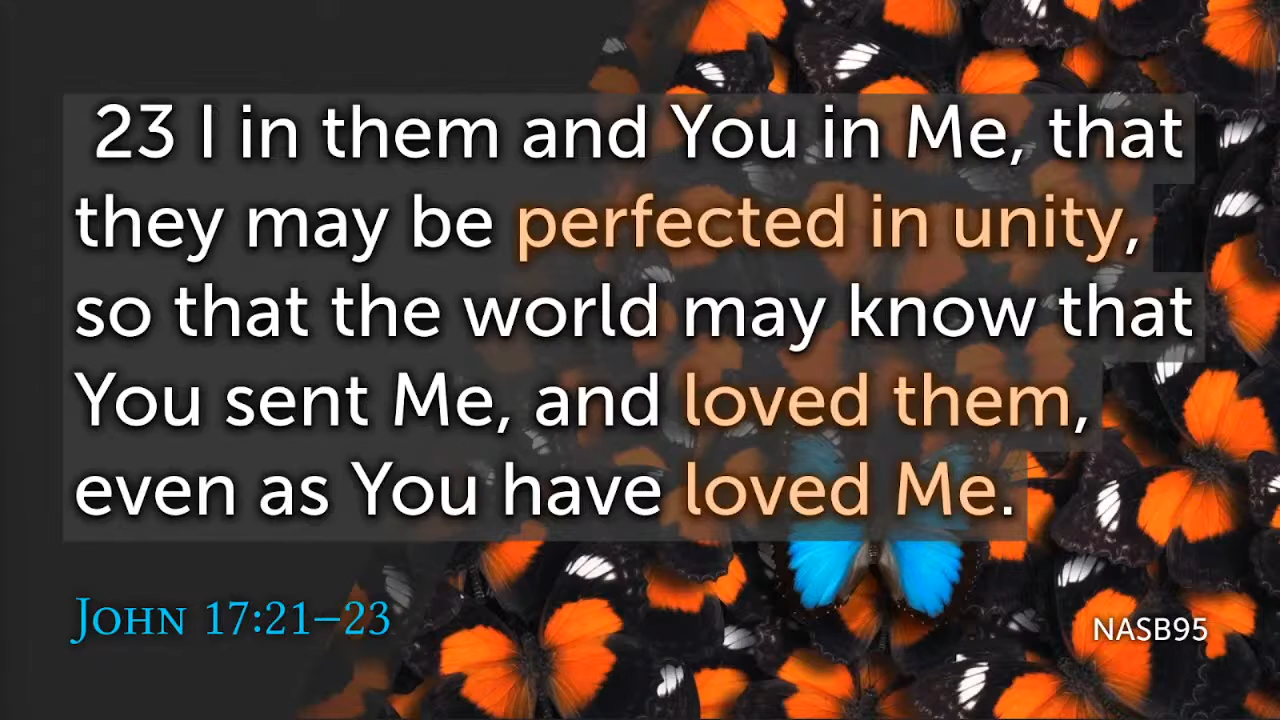 23 I in them and You in Me, that
they may be perfected in unity,
so that the world may know that
You sent Me, and loved them,
even as You have loved Me.
John 17:21–23
NASB95